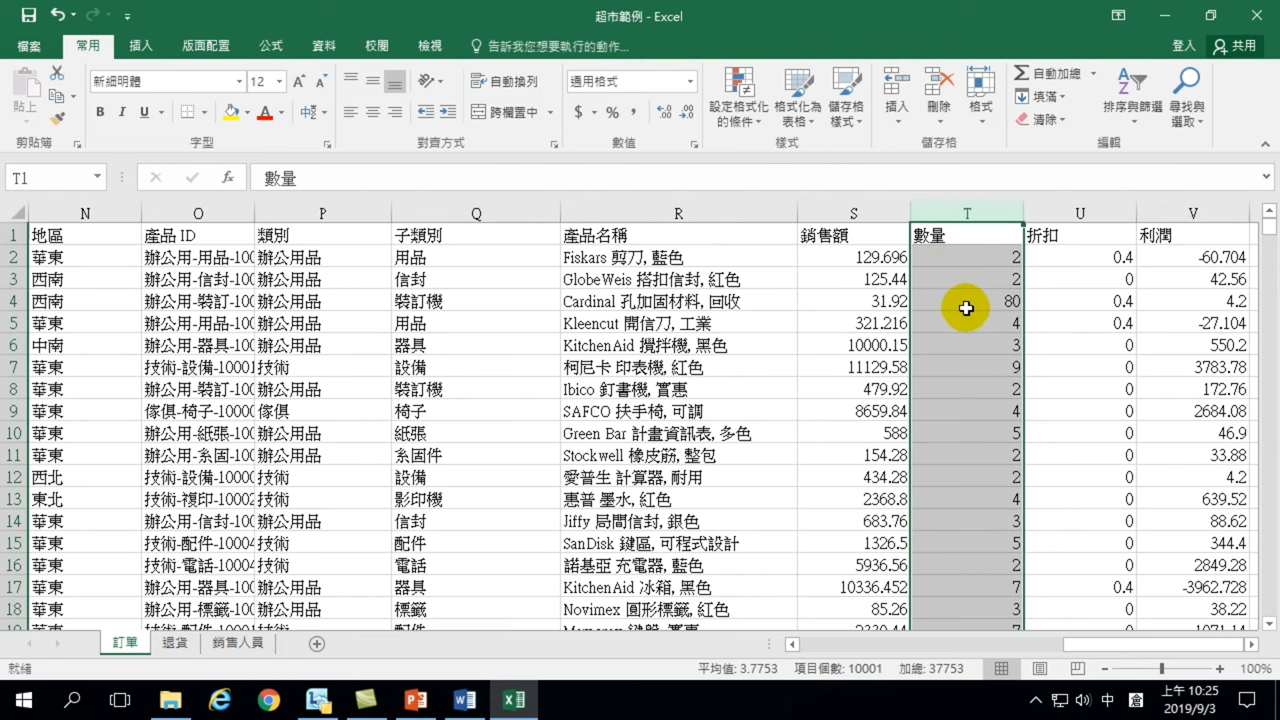 超市範例 - Excel
檔案 常用 插入 版面配置 公式 資料 校閱 檢視 告訴我您想要執行的動作... 登入 共用
貼上 新細明體 12 B I U A 中 自動換列 跨欄置中 通用格式 $ % , 設定格式化的條件 格式化為表格 儲存格樣式 插入 刪除 格式 自動加總 填滿 清除 排序與篩選 尋找與選取
剪貼簿 字型 對齊方式 數值 樣式 儲存格 編輯
T1 fx 數量
N O P Q R S T U V
1 地區 產品 ID 類別 子類別 產品名稱 銷售額 數量 折扣 利潤
2 華東 辦公用-用品-100 辦公用品 用品 Fiskars 剪刀, 藍色 129.696 2 0.4 -60.704
3 西南 辦公用-信封-100 辦公用品 信封 GlobeWeis 搭扣信封, 紅色 125.44 2 0 42.56
4 西南 辦公用-裝訂-100 辦公用品 裝訂機 Cardinal 孔加固材料, 回收 31.92 80 0.4 4.2
5 華東 辦公用-用品-100 辦公用品 用品 Kleencut 開信刀, 工業 321.216 4 0.4 -27.104
6 中南 辦公用-器具-100 辦公用品 器具 KitchenAid 攪拌機, 黑色 10000.15 3 0 550.2
7 華東 技術-設備-10001 技術 設備 柯尼卡 印表機, 紅色 11129.58 9 0 3783.78
8 華東 辦公用-裝訂-100 辦公用品 裝訂機 Ibico 釘書機, 實惠 479.92 2 0 172.76
9 華東 傢俱-椅子-10000 傢俱 椅子 SAFCO 扶手椅, 可調 8659.84 4 0 2684.08
10 華東 辦公用-紙張-100 辦公用品 紙張 Green Bar 計畫資訊表, 多色 588 5 0 46.9
11 華東 辦公用-系固-100 辦公用品 系固件 Stockwell 橡皮筋, 整包 154.28 2 0 33.88
12 西北 技術-設備-10000 技術 設備 愛普生 計算器, 耐用 434.28 2 0 4.2
13 東北 技術-複印-10002 技術 影印機 惠普 墨水, 紅色 2368.8 4 0 639.52
14 華東 辦公用-信封-100 辦公用品 信封 Jiffy 局間信封, 銀色 683.76 3 0 88.62
15 華東 技術-配件-10004 技術 配件 SanDisk 鍵區, 可程式設計 1326.5 5 0 344.4
16 華東 技術-電話-10004 技術 電話 諾基亞 充電器, 藍色 5936.56 2 0 2849.28
17 華東 辦公用-器具-100 辦公用品 器具 KitchenAid 冰箱, 黑色 10336.452 7 0.4 -3962.728
18 華東 辦公用-標籤-100 辦公用品 標籤 Novimex 圓形標籤, 紅色 85.26 3 0 38.22
訂單 退貨 銷售人員
就緒 平均值: 3.7753 項目個數: 10001 加總: 37753 100%
中 上午 10:25
2019/9/3